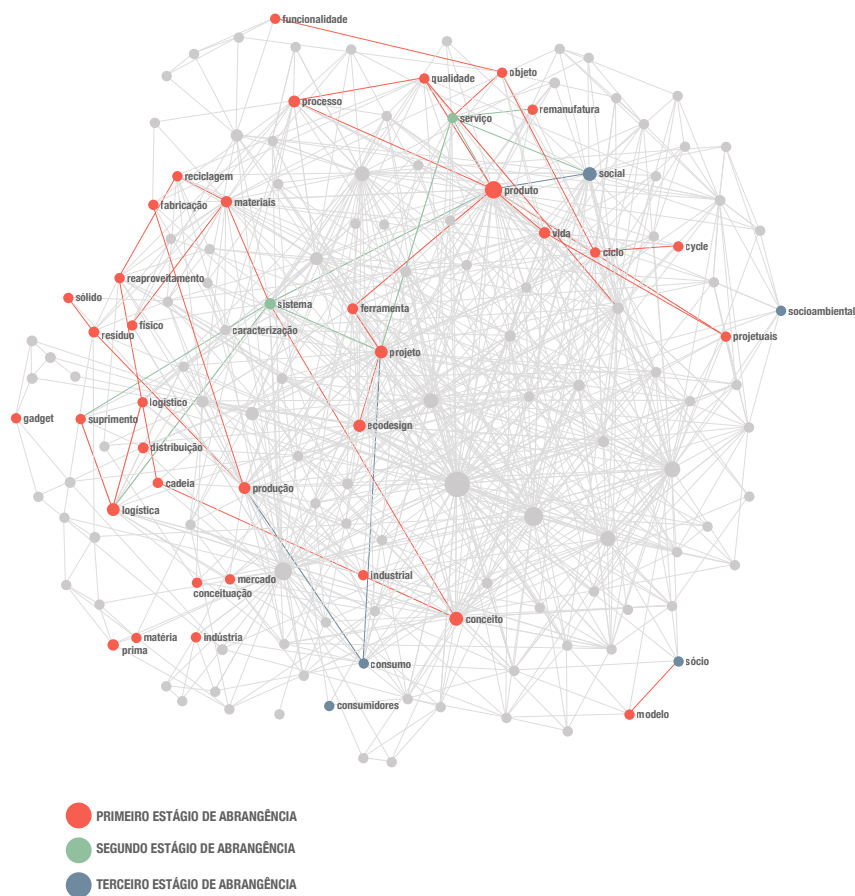 funcionalidade
qualidade
objeto
processo
remanufatura
serviço
social
reciclagem
produto
materiais
fabricação
vida
cycle
ciclo
reaproveitamento
sólido
sistema
ferramenta
socioambiental
físico
resíduo
caracterização
projetuais
projeto
logístico
gadget
suprimento
ecodesign
distribuição
cadeia
produção
logística
industrial
mercado
conceituação
conceito
matéria
indústria
prima
consumo
sócio
consumidores
modelo
PRIMEIRO ESTÁGIO DE ABRANGÊNCIA
SEGUNDO ESTÁGIO DE ABRANGÊNCIA
TERCEIRO ESTÁGIO DE ABRANGÊNCIA